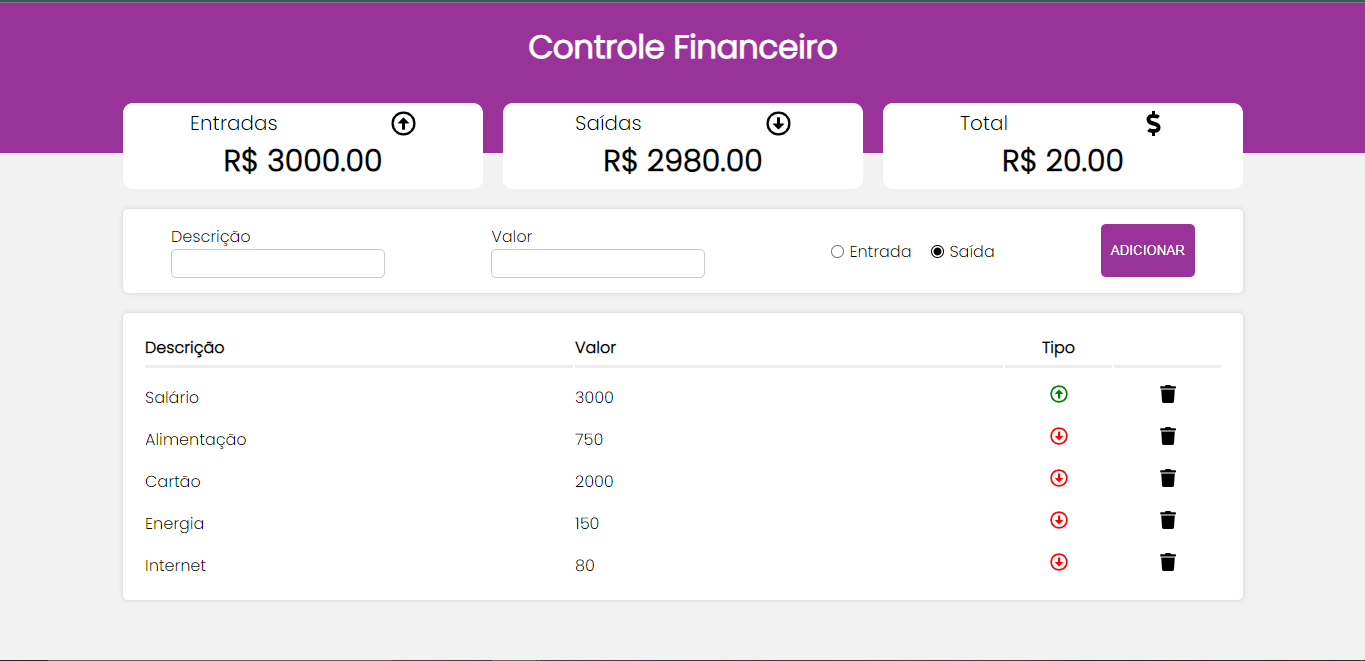 Controle Financeiro
Entradas
R$ 3000.00
Saídas
R$ 2980.00
Total
R$ 20.00
Descrição
Valor
Entrada Saída
ADICIONAR
Descrição Valor Tipo
Salário 3000
Alimentação 750
Cartão 2000
Energia 150
Internet 80